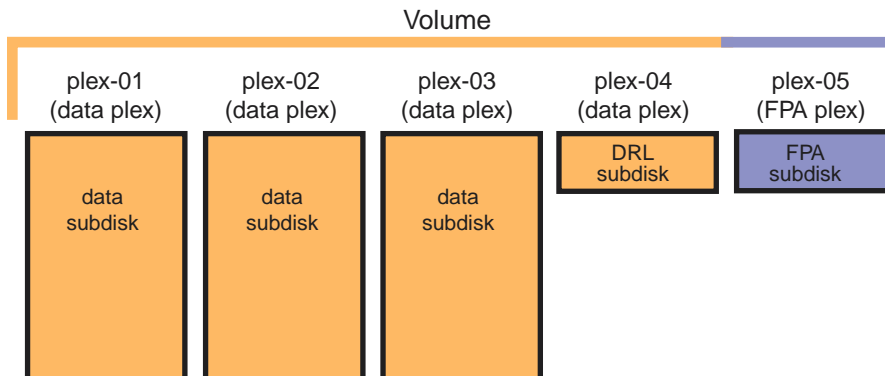 Volume
plex-01
(data plex)
plex-02
(data plex)
plex-03
(data plex)
plex-04
(data plex)
plex-05
(FPA plex)
data
subdisk
data
subdisk
data
subdisk
DRL
subdisk
FPA
subdisk